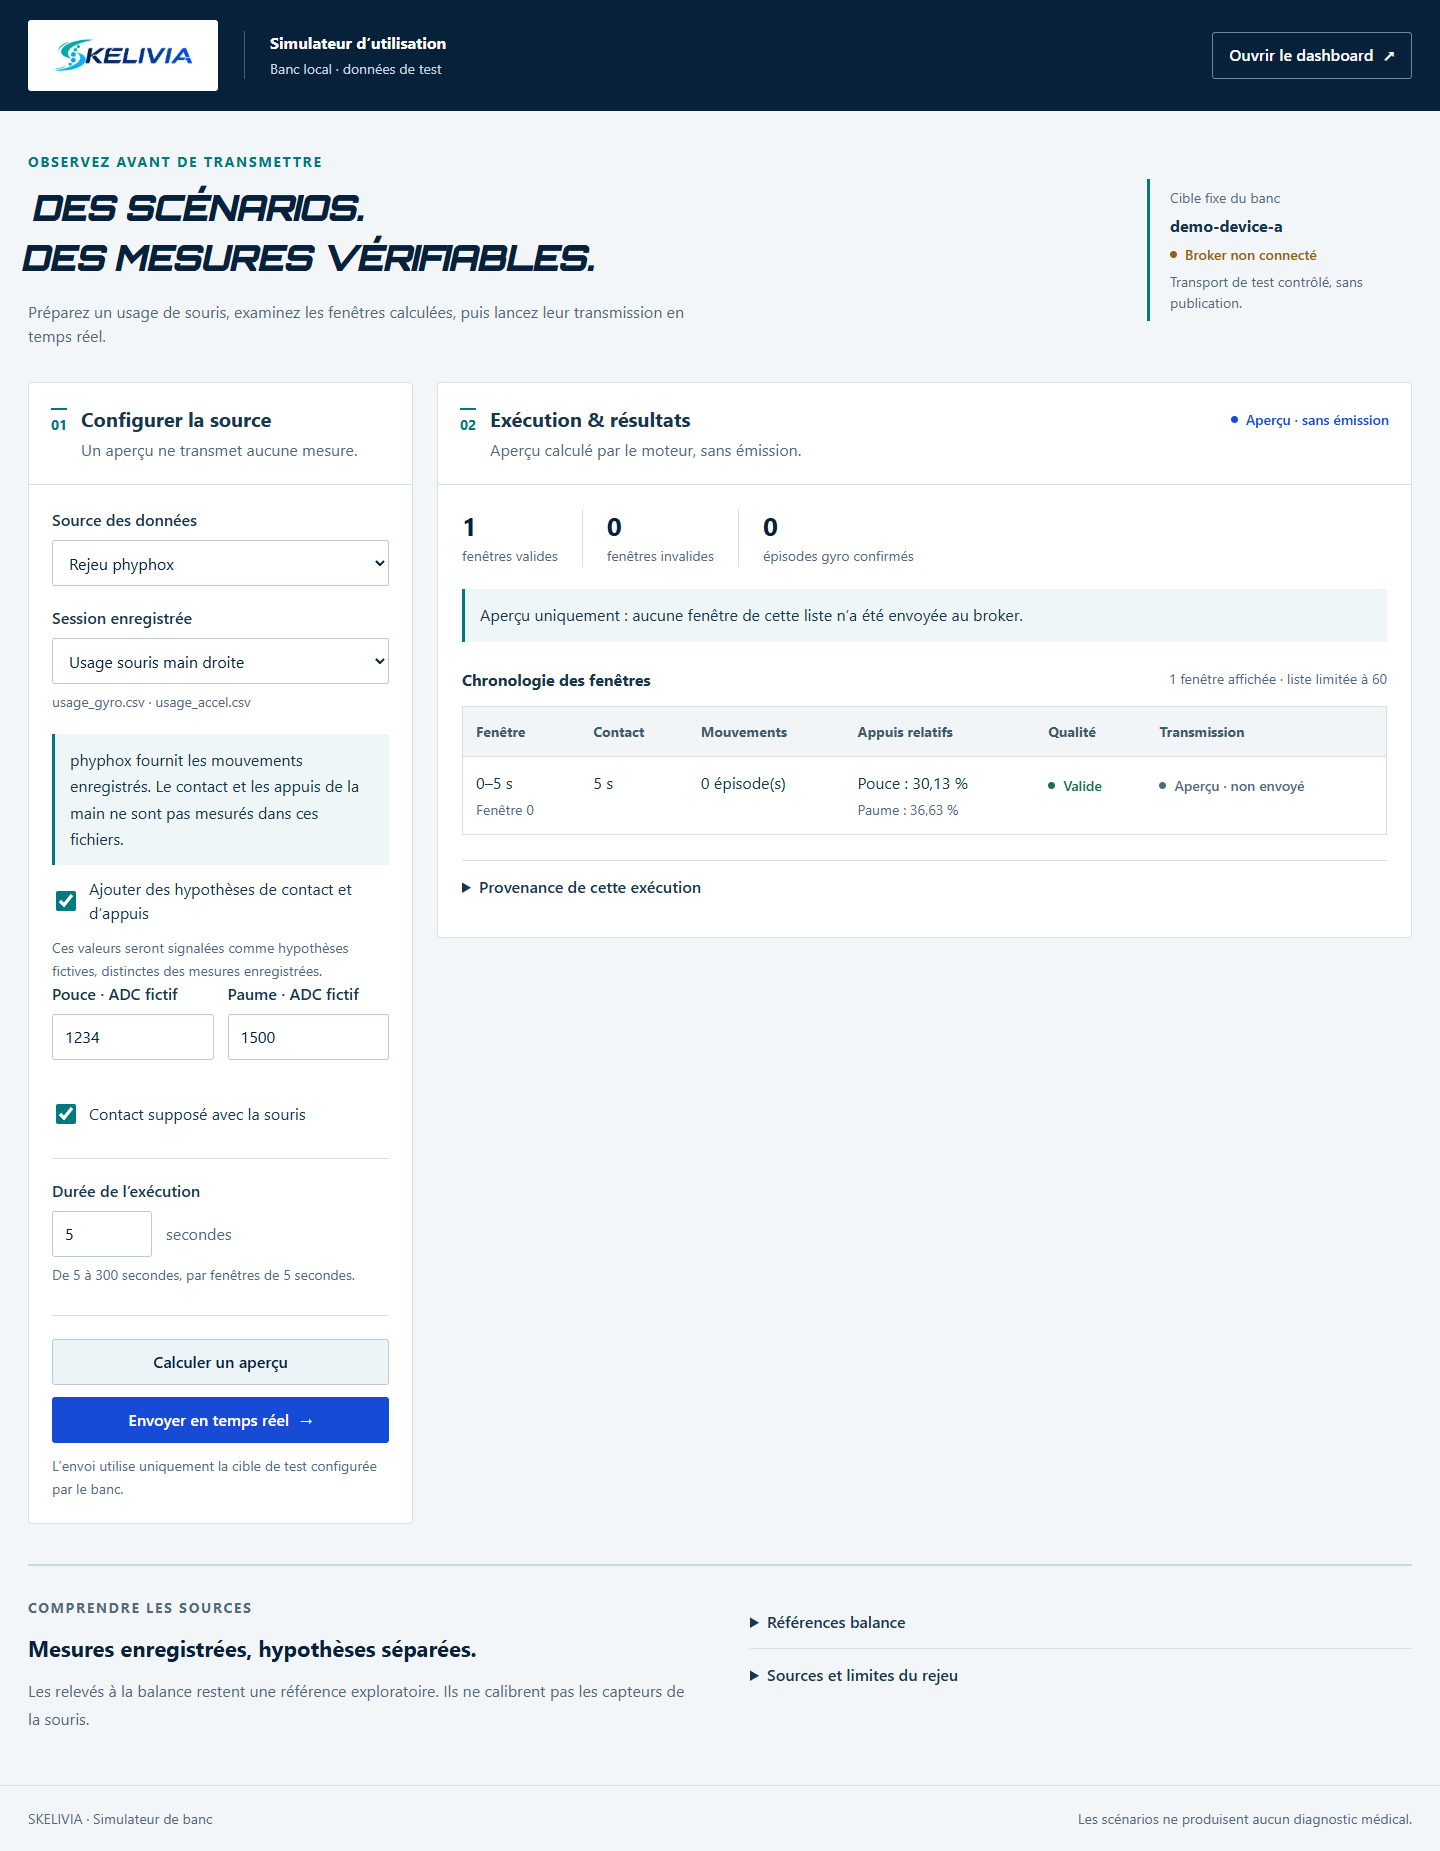 SKELIVIA
Simulateur d’utilisation
Banc local · données de test
Ouvrir le dashboard ↗
OBSERVEZ AVANT DE TRANSMETTRE
DES SCÉNARIOS.
DES MESURES VÉRIFIABLES.
Préparez un usage de souris, examinez les fenêtres calculées, puis lancez leur transmission en
temps réel.
Cible fixe du banc
demo-device-a
Broker non connecté
Transport de test contrôlé, sans
publication.
01 Configurer la source
Un aperçu ne transmet aucune mesure.
Source des données
Rejeu phyphox
Session enregistrée
Usage souris main droite
usage_gyro.csv · usage_accel.csv
phyphox fournit les mouvements
enregistrés. Le contact et les appuis de la
main ne sont pas mesurés dans ces
fichiers.
Ajouter des hypothèses de contact et
d’appuis
Ces valeurs seront signalées comme hypothèses
fictives, distinctes des mesures enregistrées.
Pouce · ADC fictif Paume · ADC fictif
1234 1500
Contact supposé avec la souris
Durée de l’exécution
5 secondes
De 5 à 300 secondes, par fenêtres de 5 secondes.
Calculer un aperçu
Envoyer en temps réel →
L’envoi utilise uniquement la cible de test configurée
par le banc.
02 Exécution & résultats
Aperçu · sans émission
Aperçu calculé par le moteur, sans émission.
1 0 0
fenêtres valides fenêtres invalides épisodes gyro confirmés
Aperçu uniquement : aucune fenêtre de cette liste n’a été envoyée au broker.
Chronologie des fenêtres 1 fenêtre affichée · liste limitée à 60
Fenêtre Contact Mouvements Appuis relatifs Qualité Transmission
0–5 s 5 s 0 épisode(s) Pouce : 30,13 % Valide Aperçu · non envoyé
Fenêtre 0 Paume : 36,63 %
Provenance de cette exécution
COMPRENDRE LES SOURCES
Mesures enregistrées, hypothèses séparées.
Les relevés à la balance restent une référence exploratoire. Ils ne calibrent pas les capteurs de
la souris.
Références balance
Sources et limites du rejeu
SKELIVIA · Simulateur de banc
Les scénarios ne produisent aucun diagnostic médical.